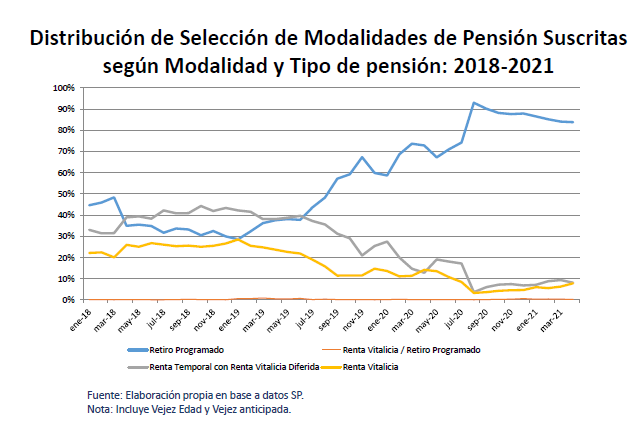 Distribución de Selección de Modalidades de Pensión Suscritas
según Modalidad y Tipo de pensión: 2018-2021
100%
90%
80%
70%
60%
50%
40%
30%
20%
10%
0%
ene-18
mar-18
may-18
jul-18
sep-18
nov-18
ene-19
mar-19
may-19
jul-19
sep-19
nov-19
ene-20
mar-20
may-20
jul-20
sep-20
nov-20
ene-21
mar-21
Retiro Programado
Renta Vitalicia / Retiro Programado
Renta Temporal con Renta Vitalicia Diferida
Renta Vitalicia
Fuente: Elaboración propia en base a datos SP.
Nota: Incluye Vejez Edad y Vejez anticipada.